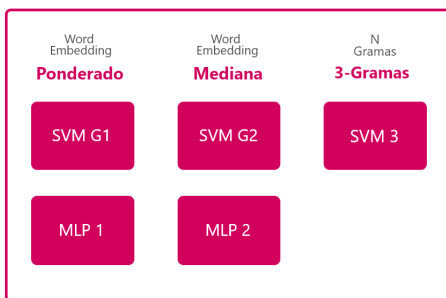 Word
Embedding
Ponderado
Word
Embedding
Mediana
N
Gramas
3-Gramas
SVM G1
SVM G2
SVM 3
MLP 1
MLP 2